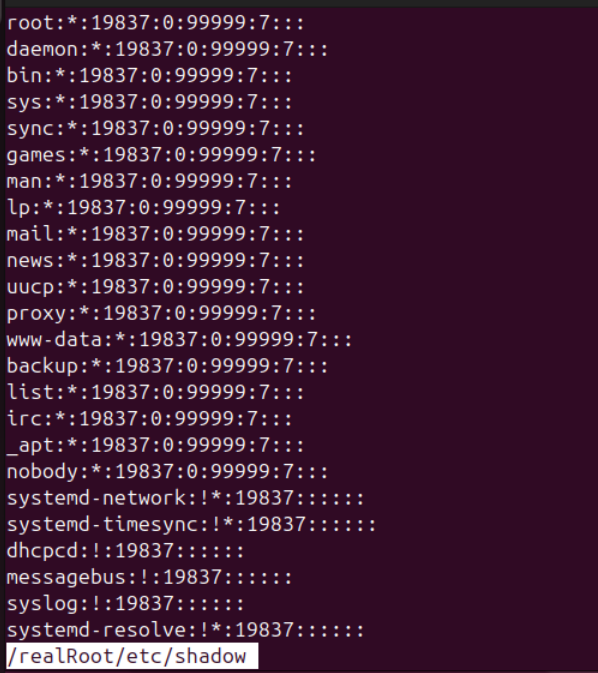 root:*:19837:0:99999:7:::
daemon:*:19837:0:99999:7:::
bin:*:19837:0:99999:7:::
sys:*:19837:0:99999:7:::
sync:*:19837:0:99999:7:::
games:*:19837:0:99999:7:::
man:*:19837:0:99999:7:::
lp:*:19837:0:99999:7:::
mail:*:19837:0:99999:7:::
news:*:19837:0:99999:7:::
uucp:*:19837:0:99999:7:::
proxy:*:19837:0:99999:7:::
www-data:*:19837:0:99999:7:::
backup:*:19837:0:99999:7:::
list:*:19837:0:99999:7:::
irc:*:19837:0:99999:7:::
_apt:*:19837:0:99999:7:::
nobody:*:19837:0:99999:7:::
systemd-network:!*:19837::::::
systemd-timesync:!*:19837::::::
dhcpcd:!:19837::::::
messagebus:!:19837::::::
syslog:!:19837::::::
systemd-resolve:!*:19837::::::
/realRoot/etc/shadow